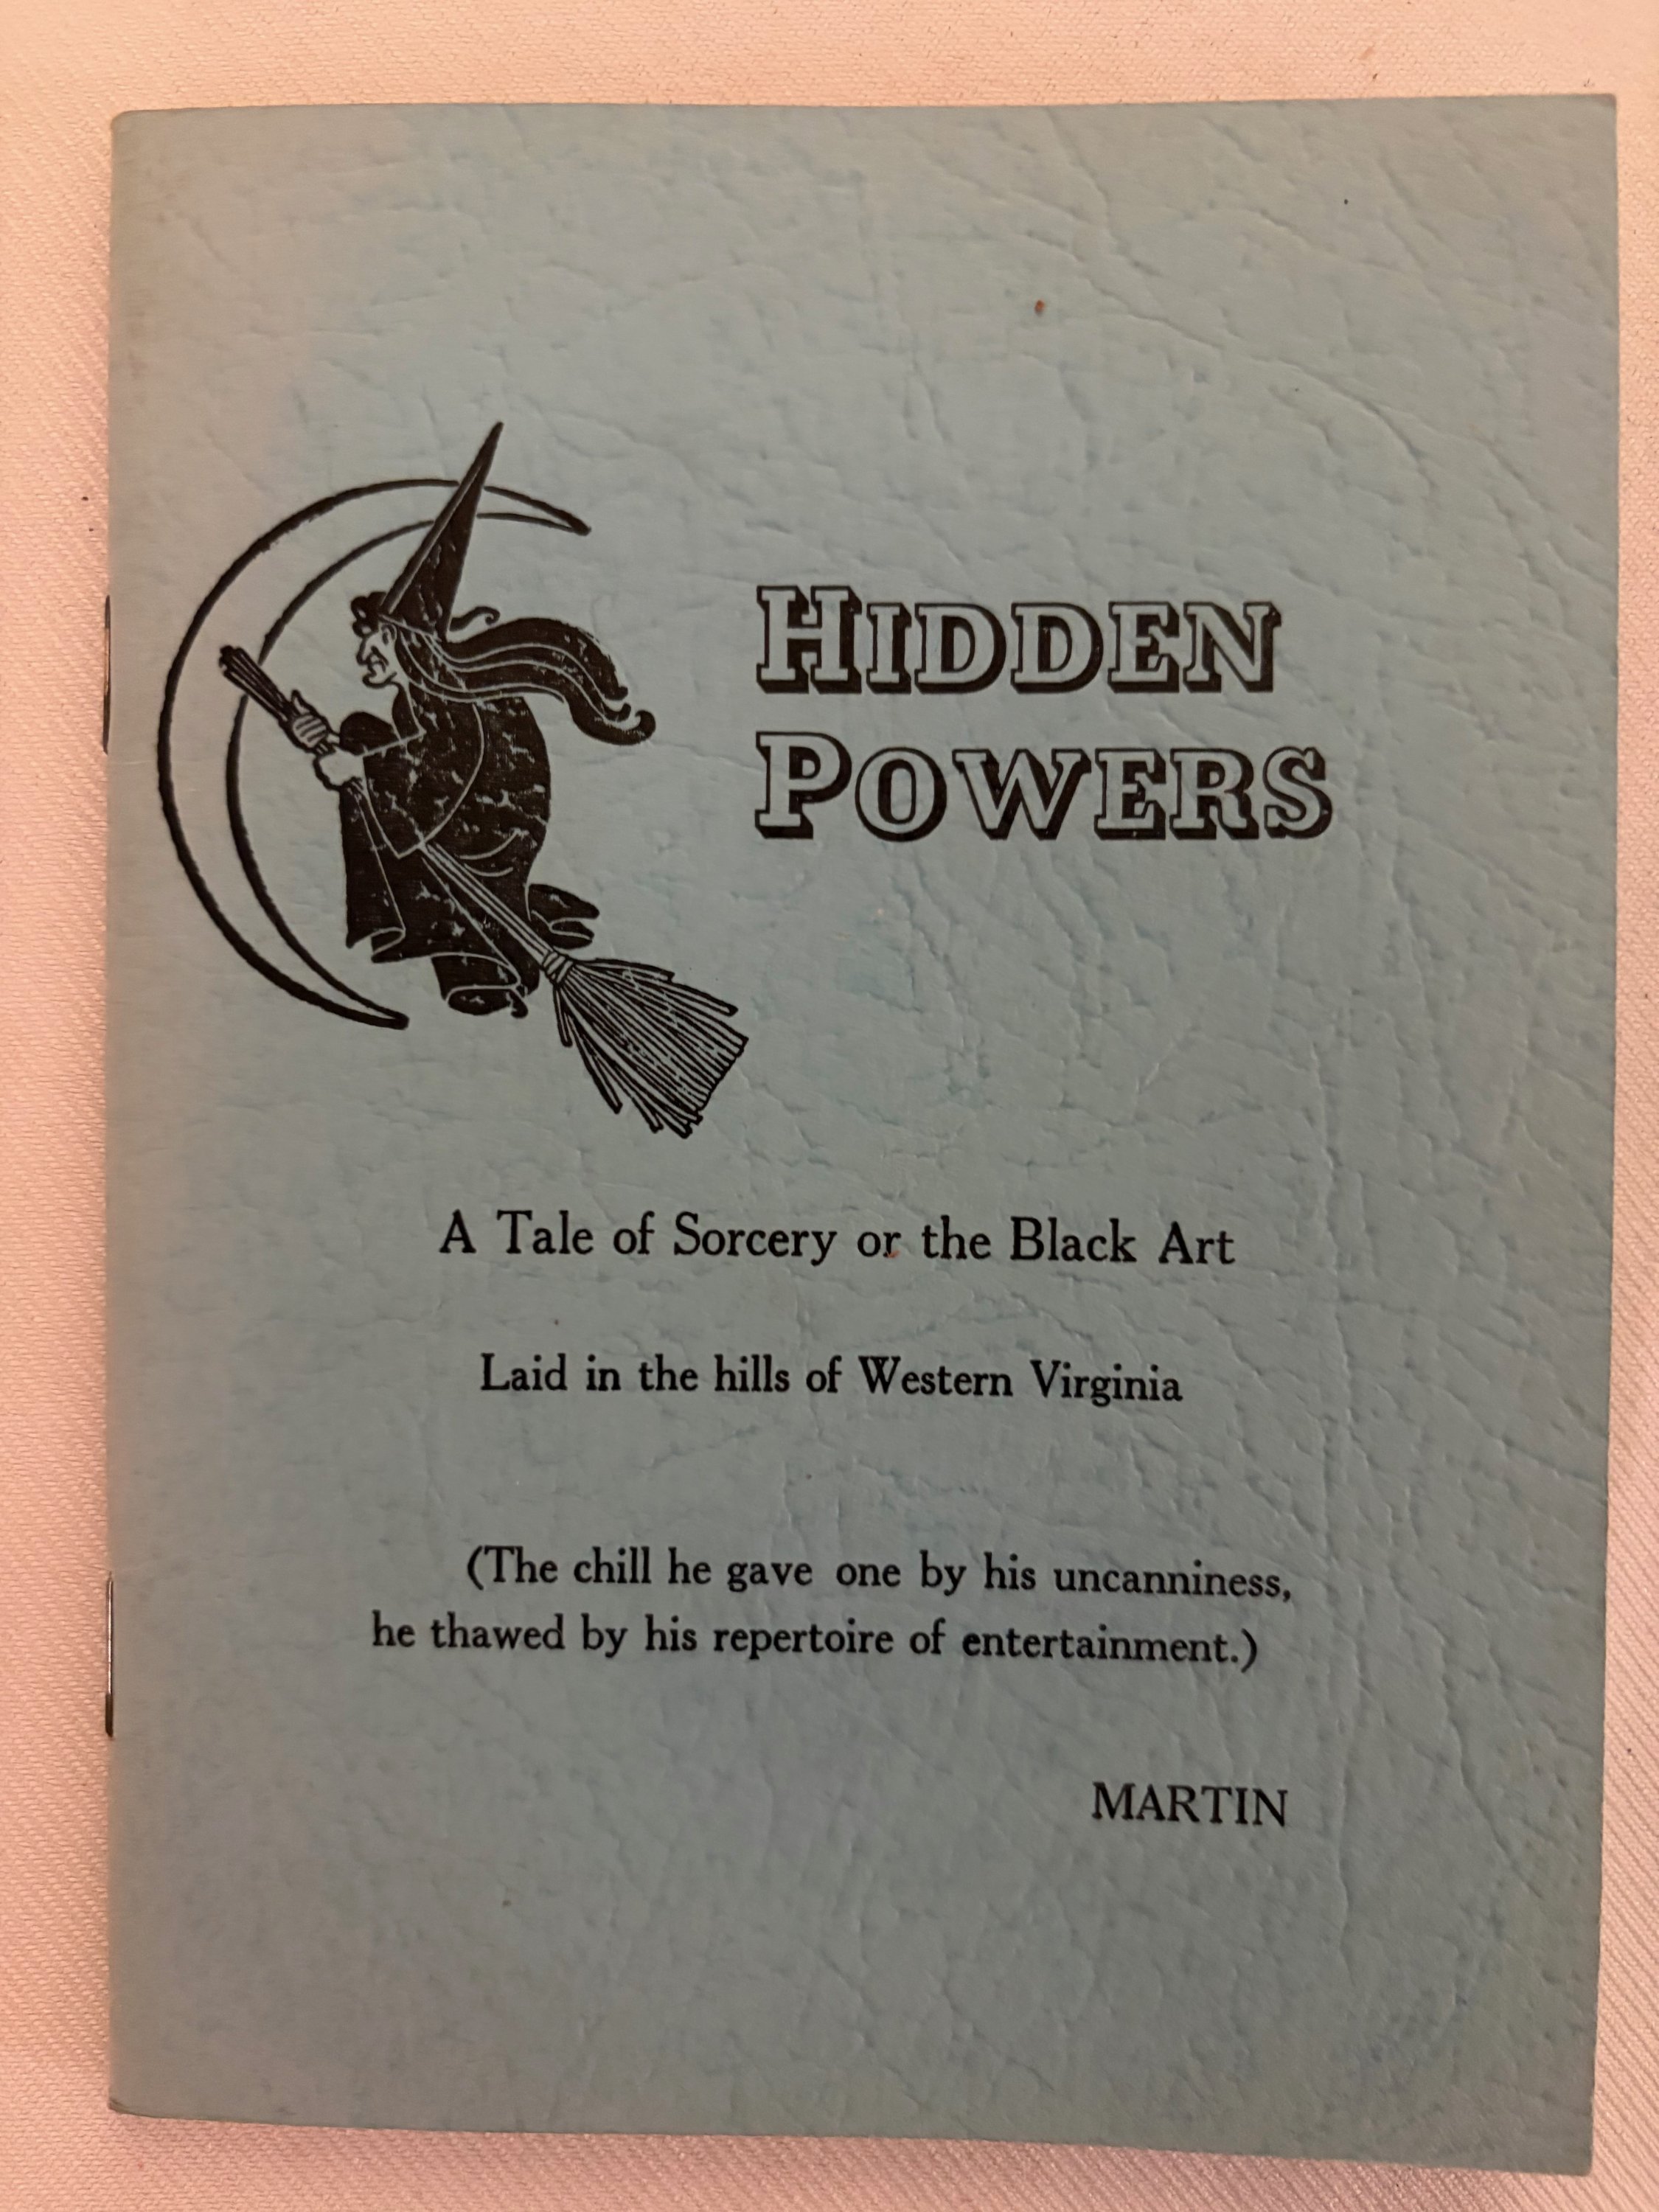 HIDDEN
POWERS
A Tale of Sorcery or the Black Art
Laid in the hills of Western Virginia
(The chill he gave one by his uncanniness,
he thawed by his repertoire of entertainment.)
MARTIN